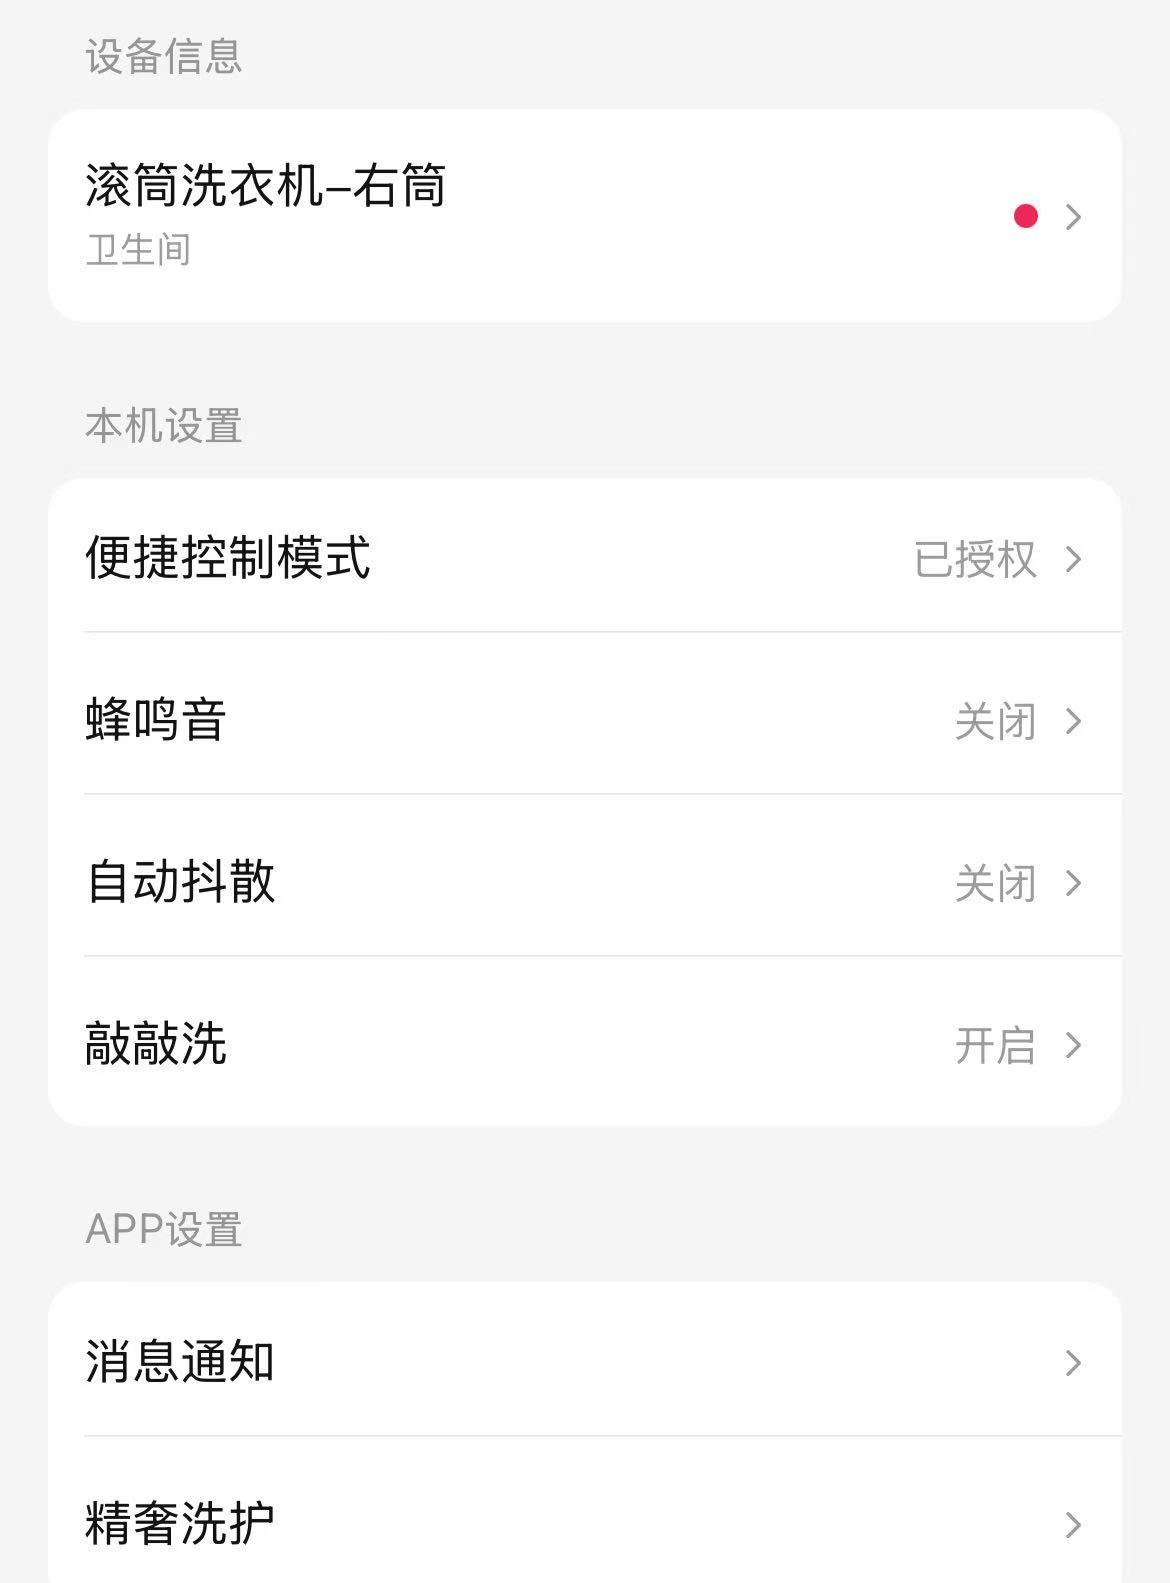 设备信息
滚筒洗衣机-右筒
卫生间
本机设置
便捷控制模式 已授权
蜂鸣音 关闭
自动抖散 关闭
敲敲洗 开启
APP设置
消息通知
精奢洗护